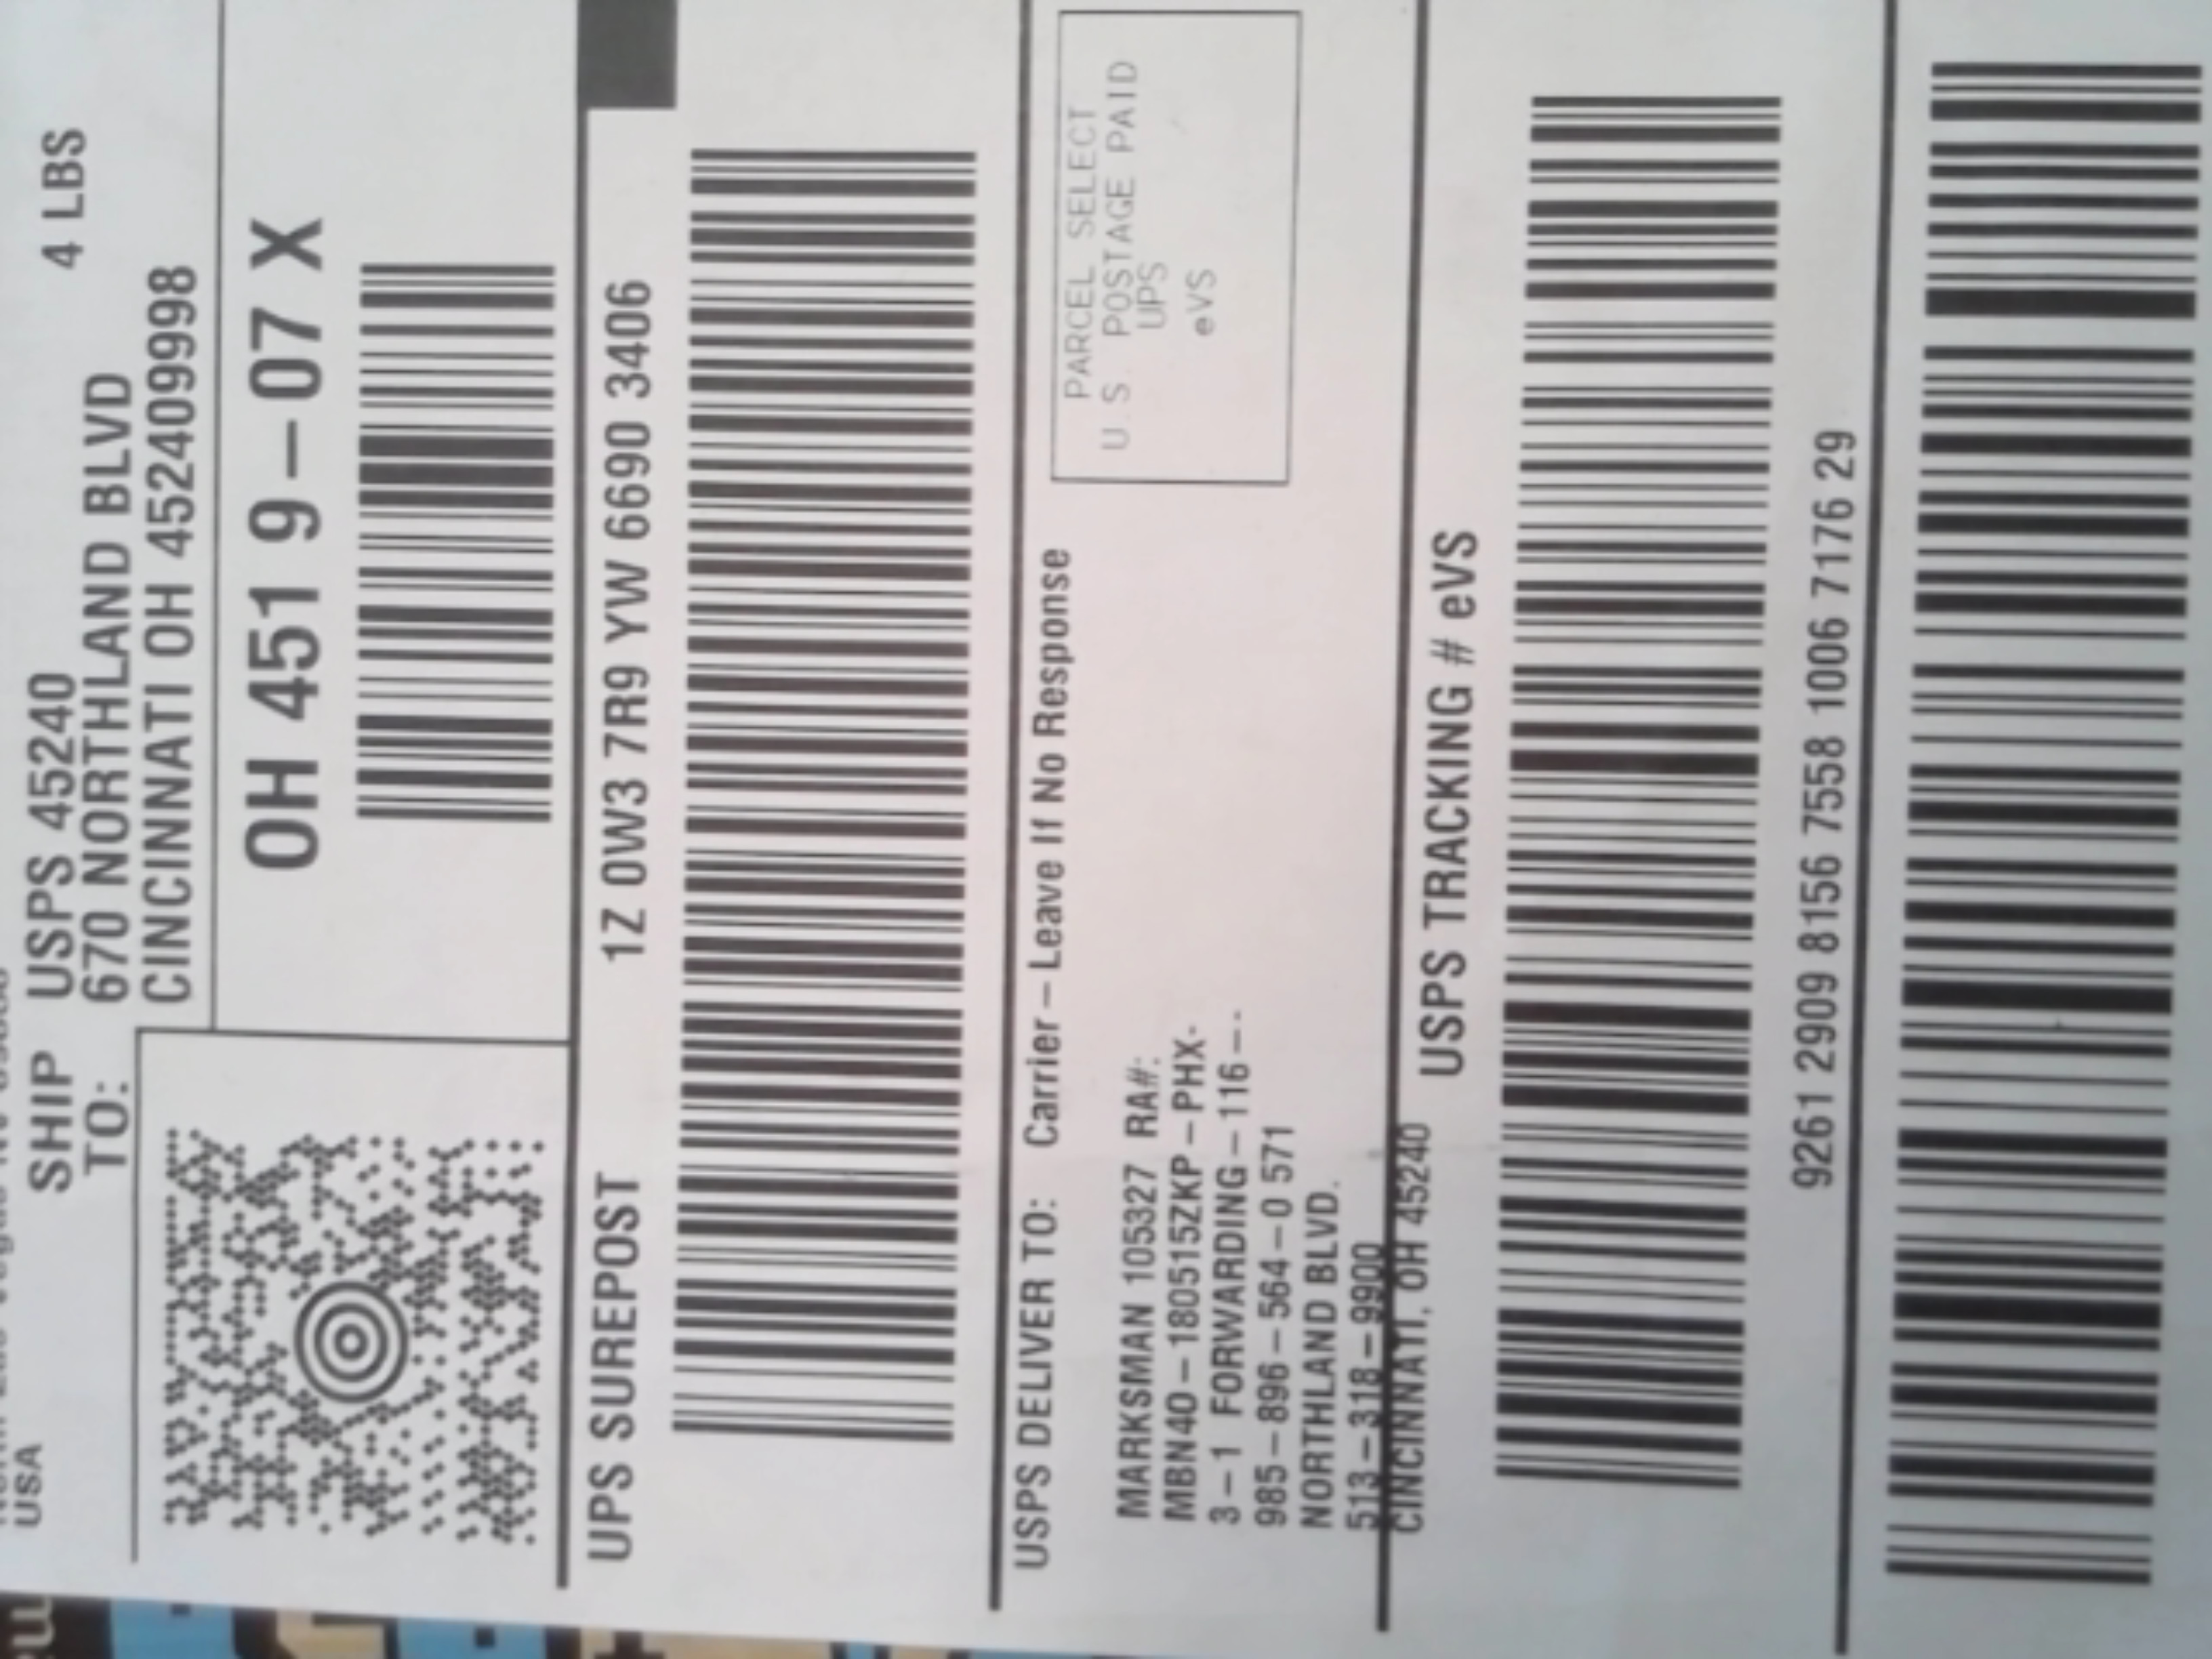 USA
4 LBS
SHIP
TO:
USPS 45240
670 NORTHLAND BLVD
CINCINNATI OH 452409998
OH 451 9-07 X
UPS SUREPOST
1Z 0W3 7R9 YW 6690 3406
USPS DELIVER TO:
Carrier-Leave If No Response
MARKSMAN 105327 RA#:
MBN40-180515ZKP-PHX-
3-1 FORWARDING-116--.
985-896-564-0 571
NORTHLAND BLVD.
513-318-9900
CINCINNATI, OH 45240
PARCEL SELECT
U.S. POSTAGE PAID
UPS
eVS
USPS TRACKING # eVS
9261 2909 8156 7558 1006 7176 29